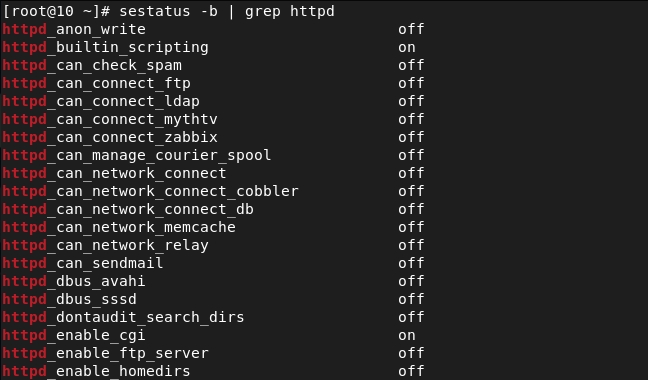 [root@10 ~]# sestatus -b | grep httpd
httpd_anon_write off
httpd_builtin_scripting on
httpd_can_check_spam off
httpd_can_connect_ftp off
httpd_can_connect_ldap off
httpd_can_connect_mythtv off
httpd_can_connect_zabbix off
httpd_can_manage_courier_spool off
httpd_can_network_connect off
httpd_can_network_connect_cobbler off
httpd_can_network_connect_db off
httpd_can_network_memcache off
httpd_can_network_relay off
httpd_can_sendmail off
httpd_dbus_avahi off
httpd_dbus_sssd off
httpd_dontaudit_search_dirs off
httpd_enable_cgi on
httpd_enable_ftp_server off
httpd_enable_homedirs off